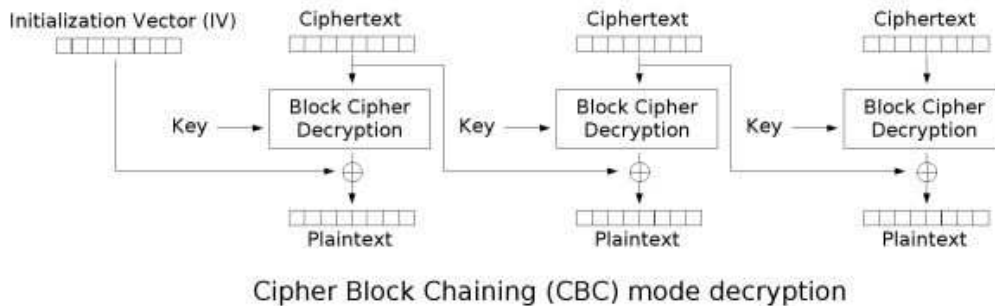 Initialization Vector (IV)
Ciphertext
Ciphertext
Ciphertext
Key
Block Cipher
Decryption
Key
Block Cipher
Decryption
Key
Block Cipher
Decryption
Plaintext
Plaintext
Plaintext
Cipher Block Chaining (CBC) mode decryption